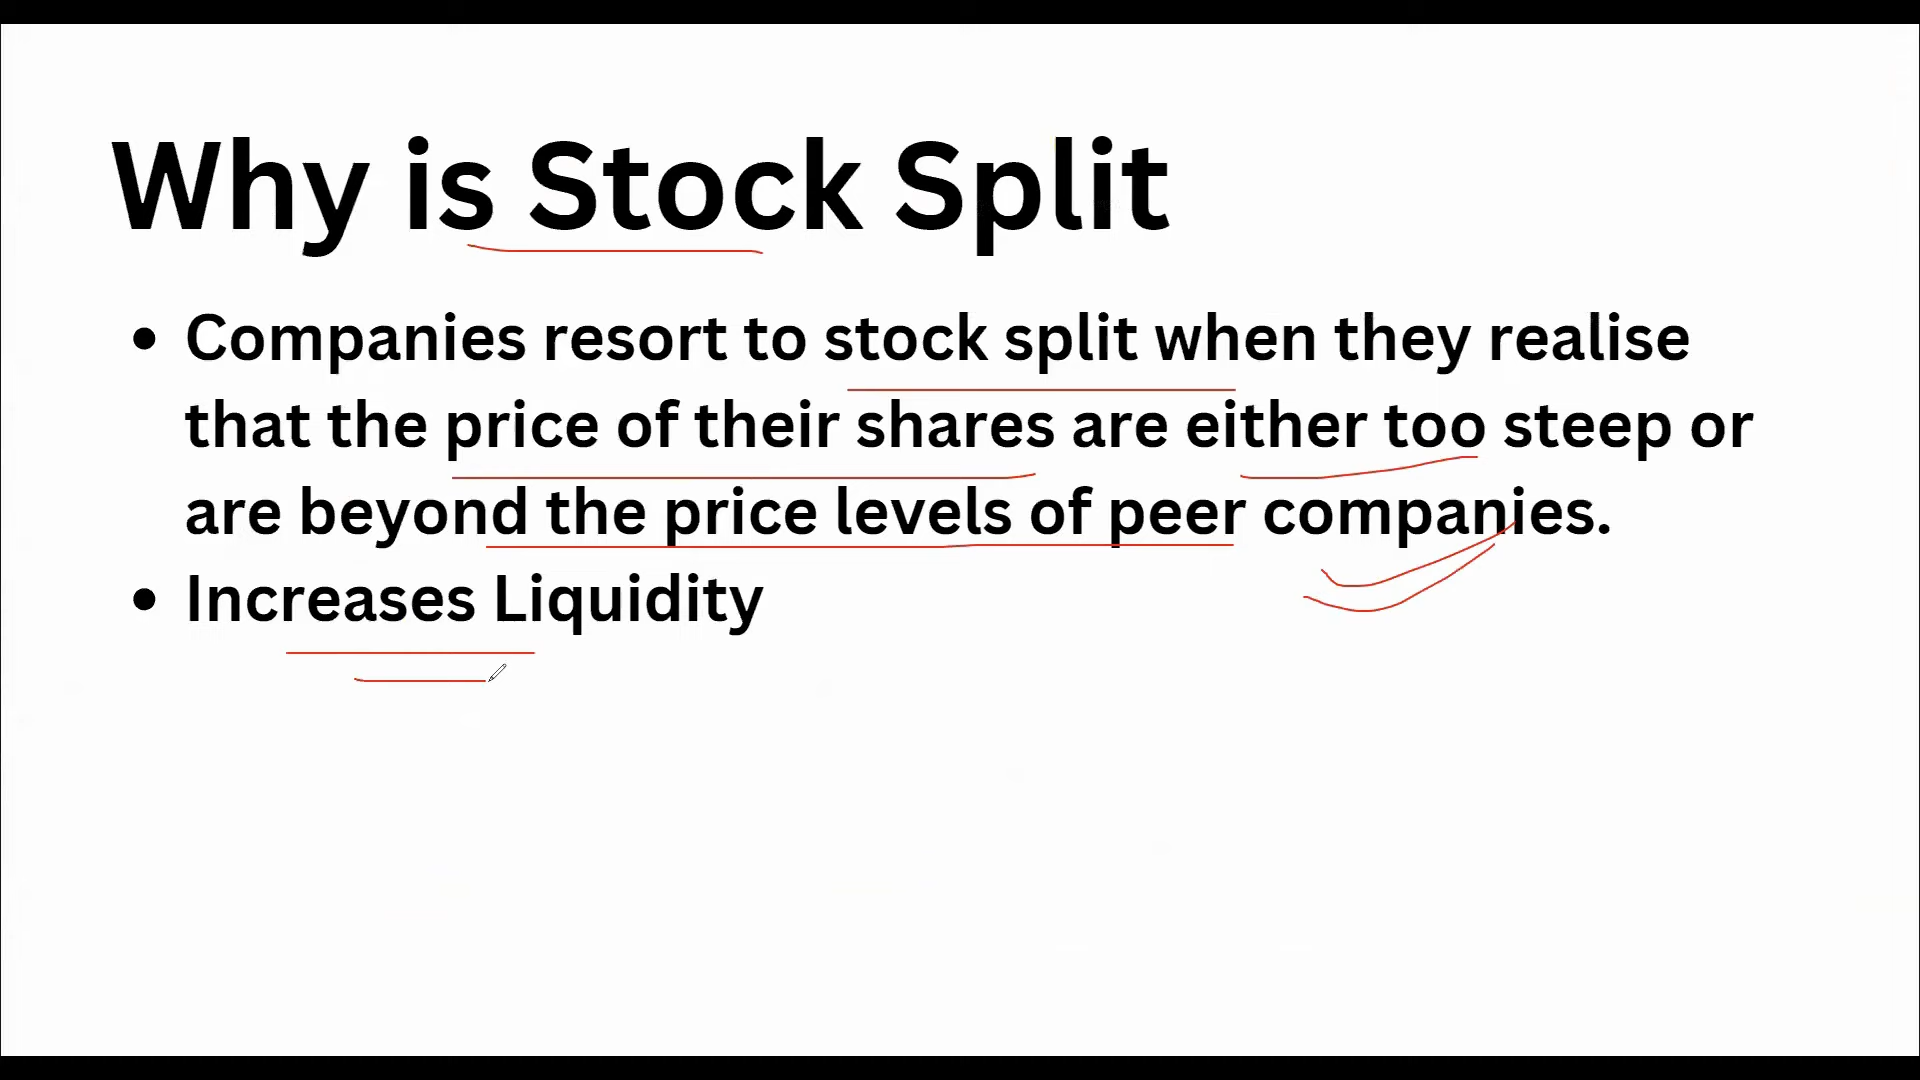 Why is Stock Split
• Companies resort to stock split when they realise
that the price of their shares are either too steep or
are beyond the price levels of peer companies.
• Increases Liquidity